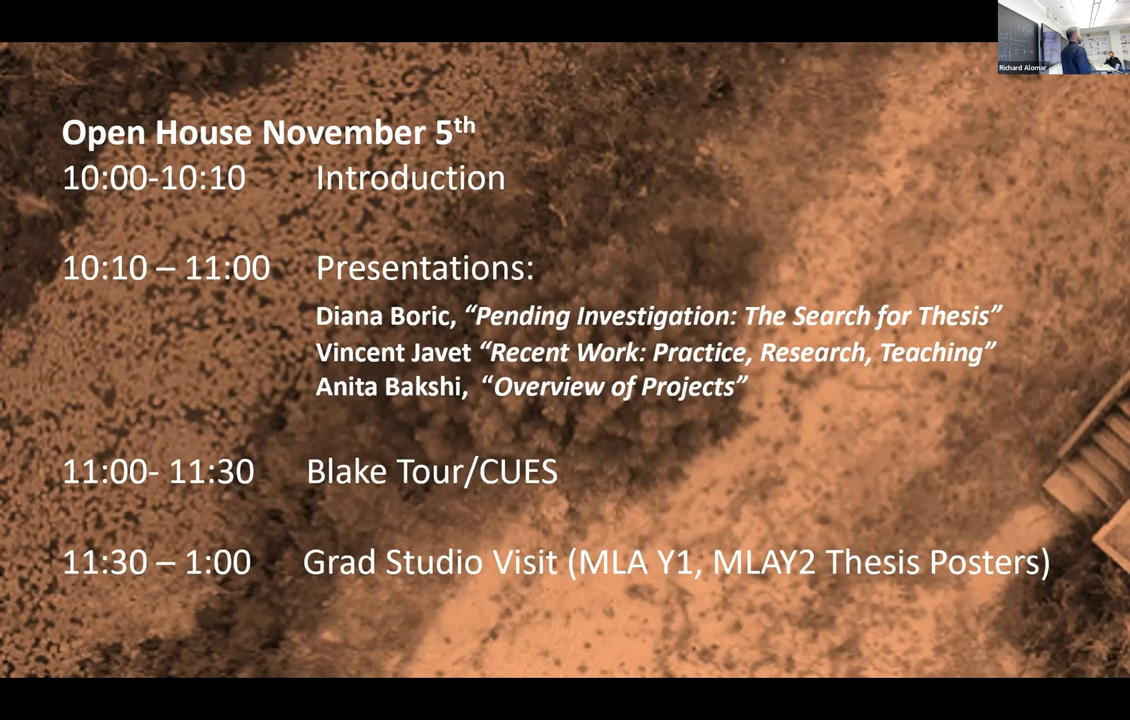 Richard Alomar
Open House November 5th
10:00-10:10 Introduction
10:10 – 11:00 Presentations:
Diana Boric, “Pending Investigation: The Search for Thesis”
Vincent Javet “Recent Work: Practice, Research, Teaching”
Anita Bakshi, “Overview of Projects”
11:00- 11:30 Blake Tour/CUES
11:30 – 1:00 Grad Studio Visit (MLA Y1, MLAY2 Thesis Posters)